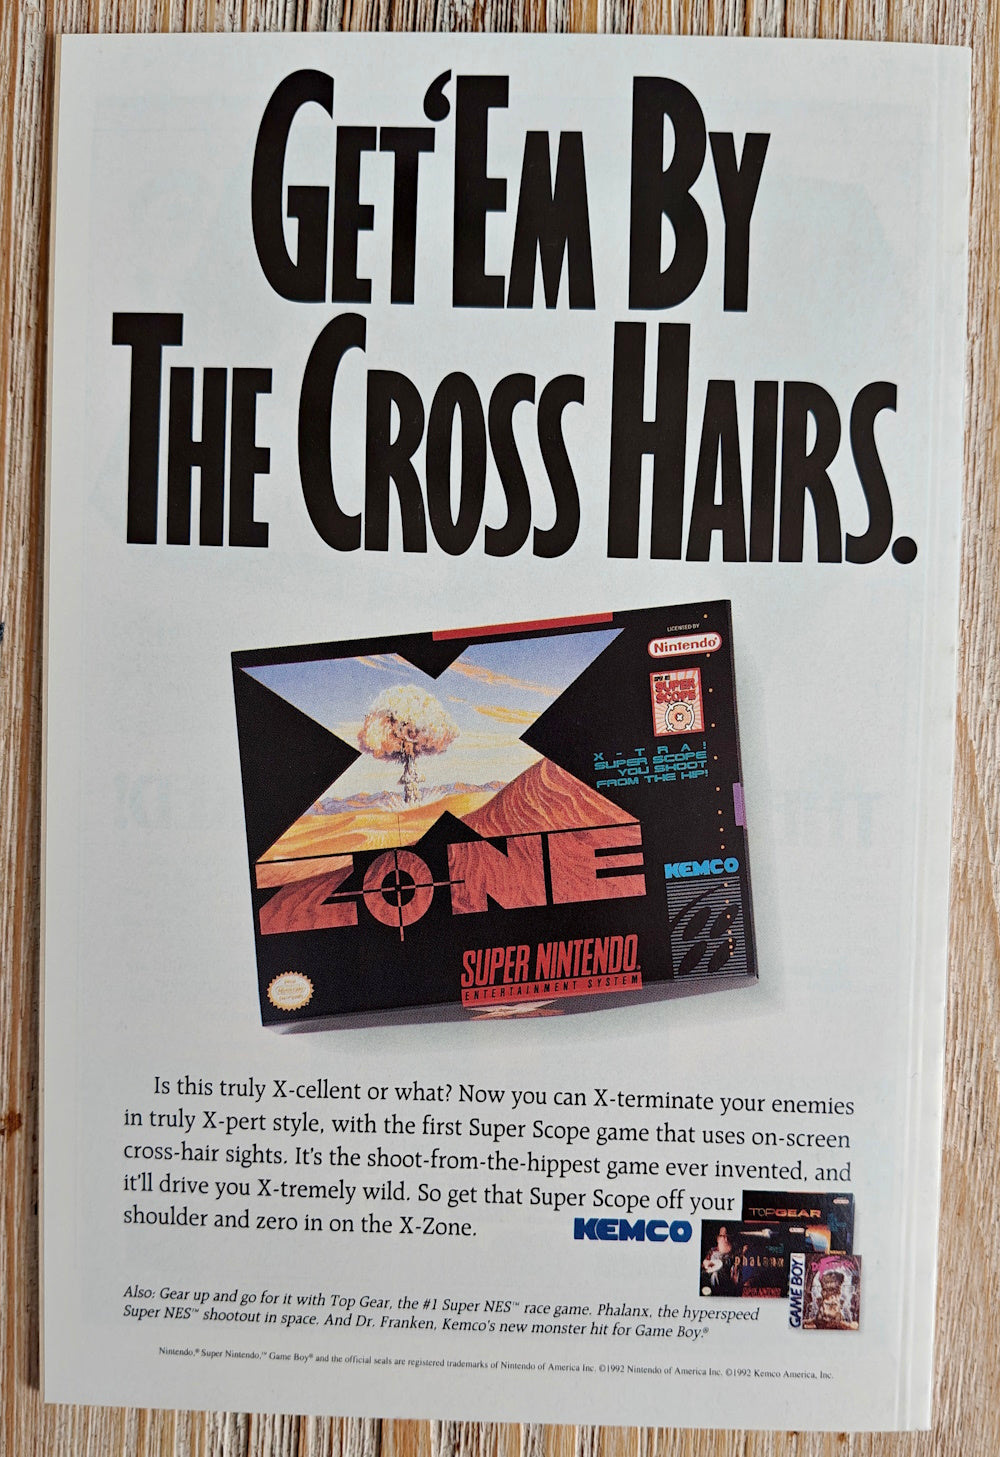 GET 'EM BY
THE CROSS HAIRS.
LICENSED BY
Nintendo
SUPER
SCOPE
X-TRA!
SUPER SCOPE
YOU SHOOT
FROM THE HIP!
X
ZONE
KEMCO
SUPER NINTENDO
ENTERTAINMENT SYSTEM
Is this truly X-cellent or what? Now you can X-terminate your enemies
in truly X-pert style, with the first Super Scope game that uses on-screen
cross-hair sights. It's the shoot-from-the-hippest game ever invented, and
it'll drive you X-tremely wild. So get that Super Scope off your
shoulder and zero in on the X-Zone.
KEMCO
TOP GEAR
phalanx
GAME BOY
Also: Gear up and go for it with Top Gear, the #1 Super NES™ race game. Phalanx, the hyperspeed
Super NES™ shootout in space. And Dr. Franken, Kemco's new monster hit for Game Boy.®
Nintendo,® Super Nintendo,™ Game Boy® and the official seals are registered trademarks of Nintendo of America Inc. ©1992 Nintendo of America Inc. ©1992 Kemco America, Inc.